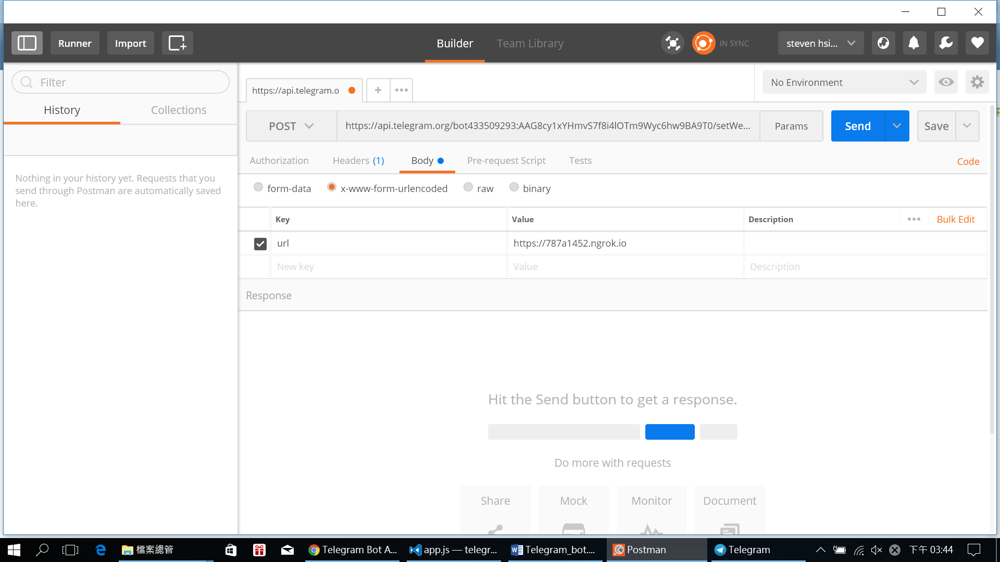 Runner
Import
Builder
Team Library
IN SYNC
steven hsi...
Filter
History
Collections
Nothing in your history yet. Requests that you
send through Postman are automatically saved
here.
https://api.telegram.o
No Environment
POST
https://api.telegram.org/bot433509293:AAG8cy1xYHmvS7f8i4lOTm9Wyc6hw9BA9T0/setWe...
Params
Send
Save
Authorization
Headers (1)
Body
Pre-request Script
Tests
Code
form-data
x-www-form-urlencoded
raw
binary
Key
Value
Description
Bulk Edit
url
https://787a1452.ngrok.io
New key
Value
Description
Response
Hit the Send button to get a response.
Do more with requests
Share
Mock
Monitor
Document
檔案總管
Telegram Bot A...
app.js — telegr...
Telegram_bot....
Postman
Telegram
下午 03:44